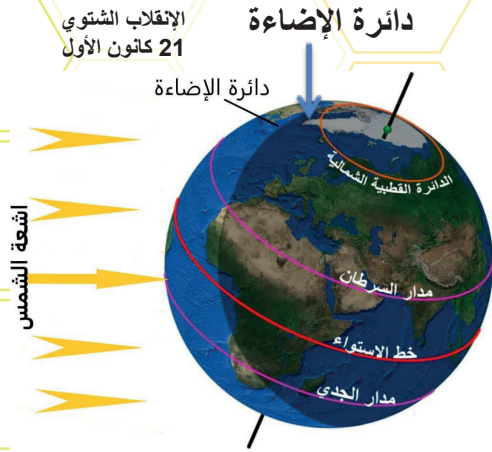 دائرة الإضاءة
الإنقلاب الشتوي
21 كانون الأول
دائرة الإضاءة
الدائرة القطبية الشمالية
اشعة الشمس
مدار السرطان
خط الاستواء
مدار الجدي